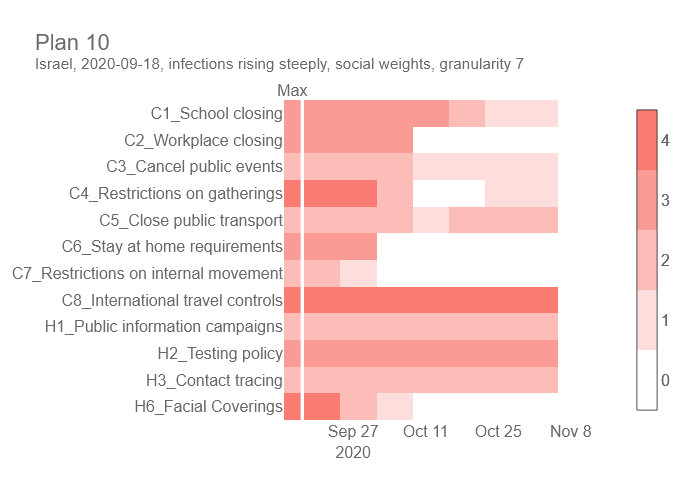 Plan 10
Israel, 2020-09-18, infections rising steeply, social weights, granularity 7
Max
C1_School closing
C2_Workplace closing
C3_Cancel public events
C4_Restrictions on gatherings
C5_Close public transport
C6_Stay at home requirements
C7_Restrictions on internal movement
C8_International travel controls
H1_Public information campaigns
H2_Testing policy
H3_Contact tracing
H6_Facial Coverings
Sep 27 Oct 11 Oct 25 Nov 8
2020
4
3
2
1
0